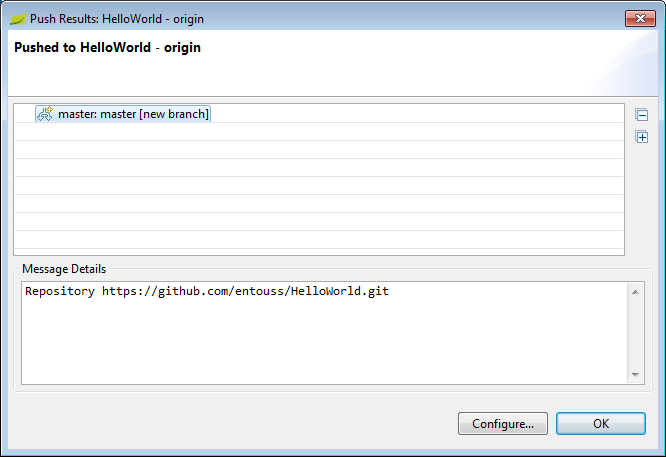 Push Results: HelloWorld - origin
Pushed to HelloWorld - origin
master: master [new branch]
Message Details
Repository https://github.com/entouss/HelloWorld.git
Configure...
OK